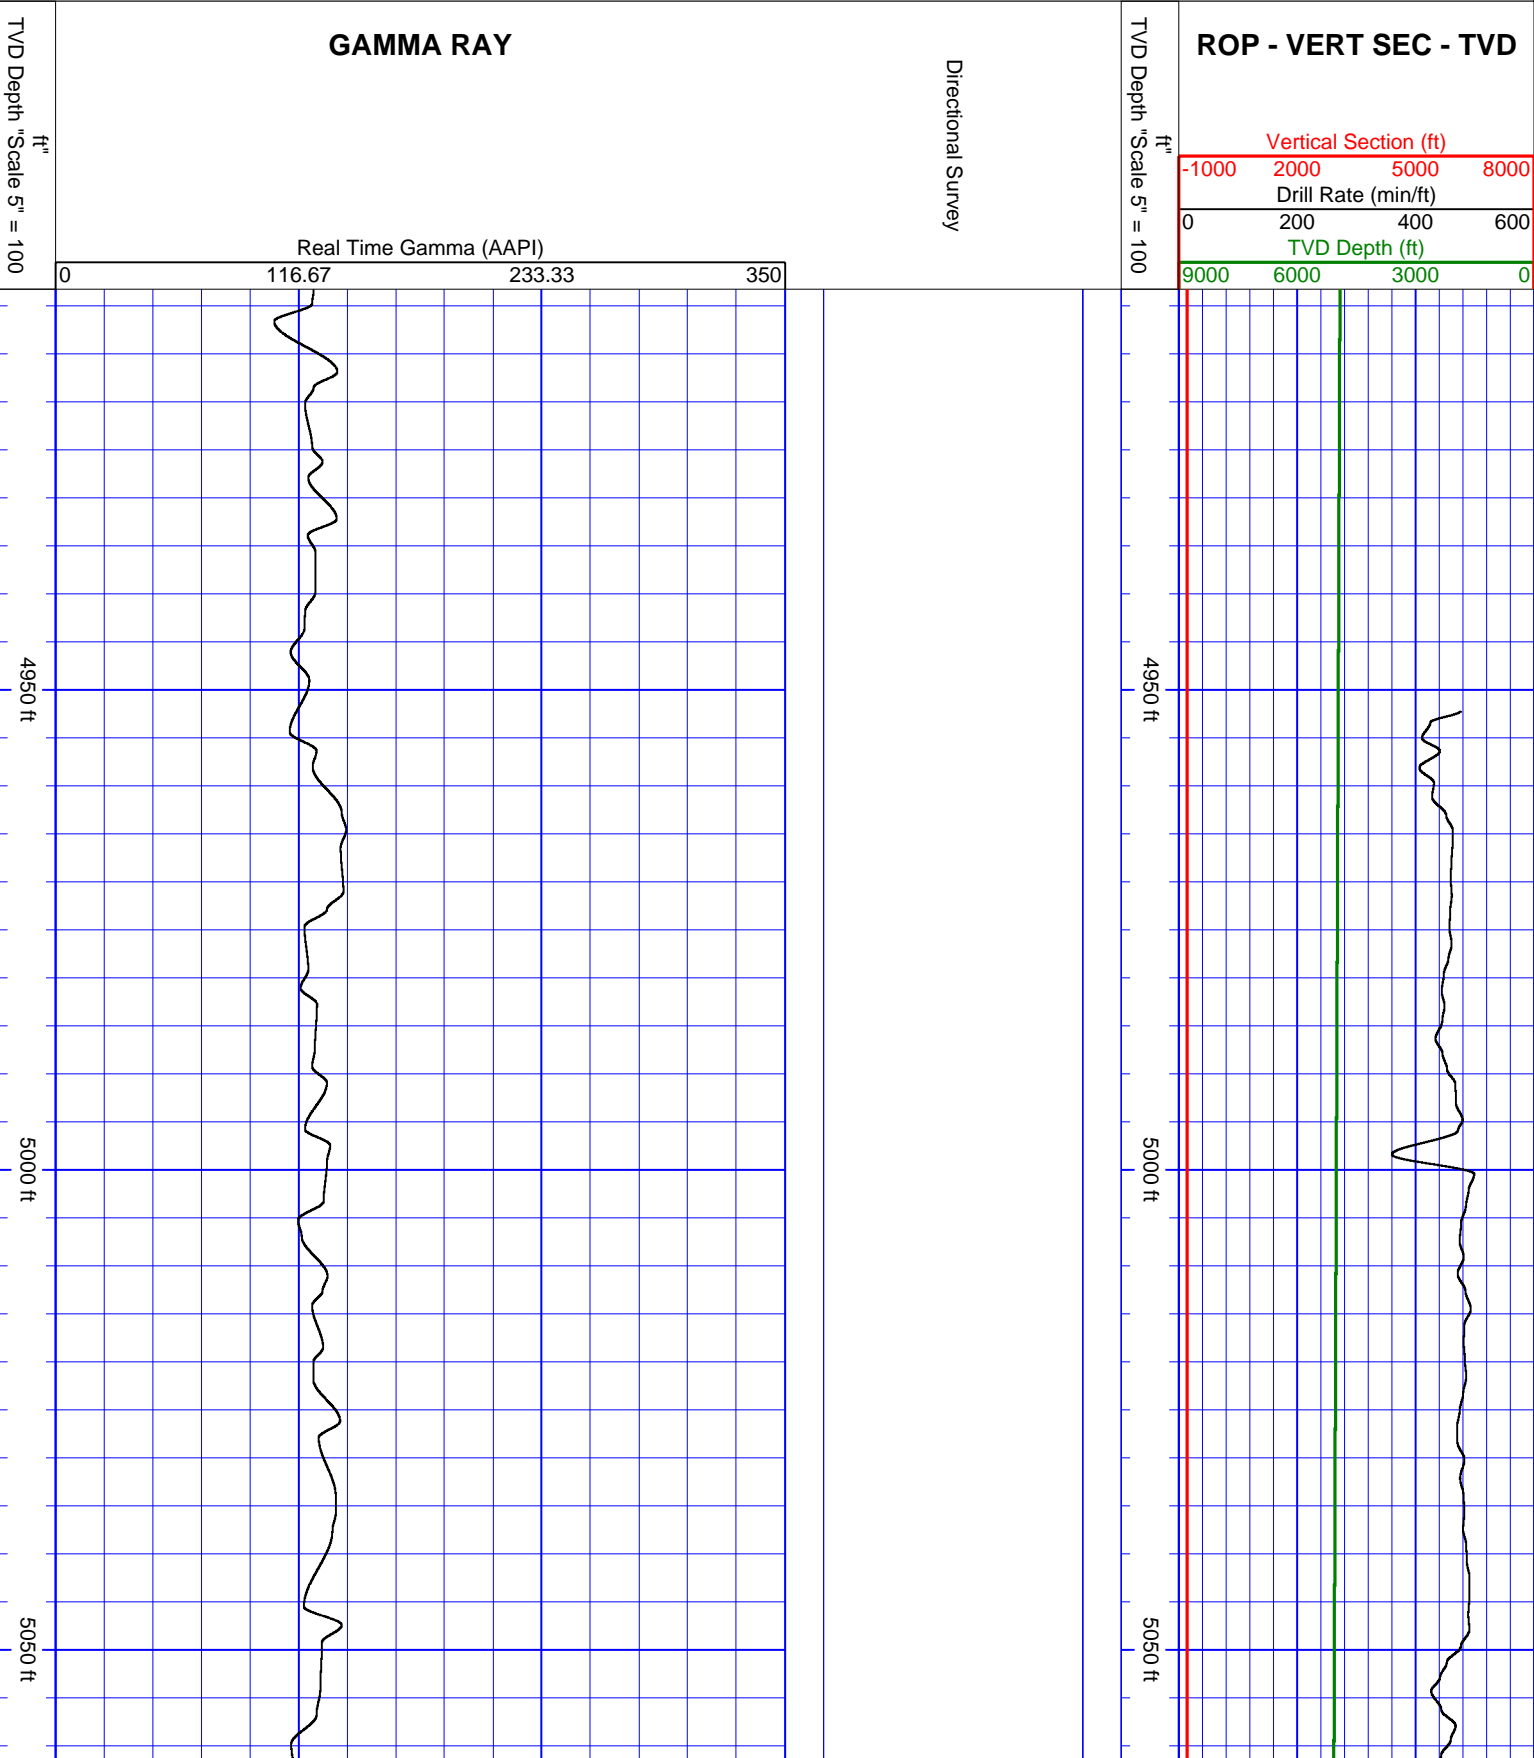 TVD Depth "Scale 5" = 100
ft"
GAMMA RAY
Real Time Gamma (AAPI)
0 116.67 233.33 350
Directional Survey
TVD Depth "Scale 5" = 100
ft"
ROP - VERT SEC - TVD
Vertical Section (ft)
-1000 2000 5000 8000
Drill Rate (min/ft)
0 200 400 600
TVD Depth (ft)
9000 6000 3000 0
4950 ft
4950 ft
5000 ft
5000 ft
5050 ft
5050 ft